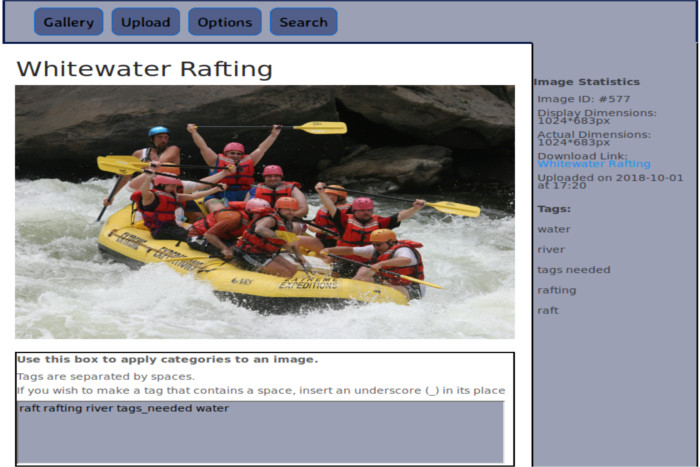 Gallery
Upload
Options
Search
Whitewater Rafting
EXTREME
EXPEDITIONS
Use this box to apply categories to an image.
Tags are separated by spaces.
If you wish to make a tag that contains a space, insert an underscore (_) in its place
raft rafting river tags_needed water
Image Statistics
Image ID: #577
Display Dimensions:
1024*683px
Actual Dimensions:
1024*683px
Download Link:
Whitewater Rafting
Uploaded on 2018-10-01
at 17:20
Tags:
water
river
tags needed
rafting
raft